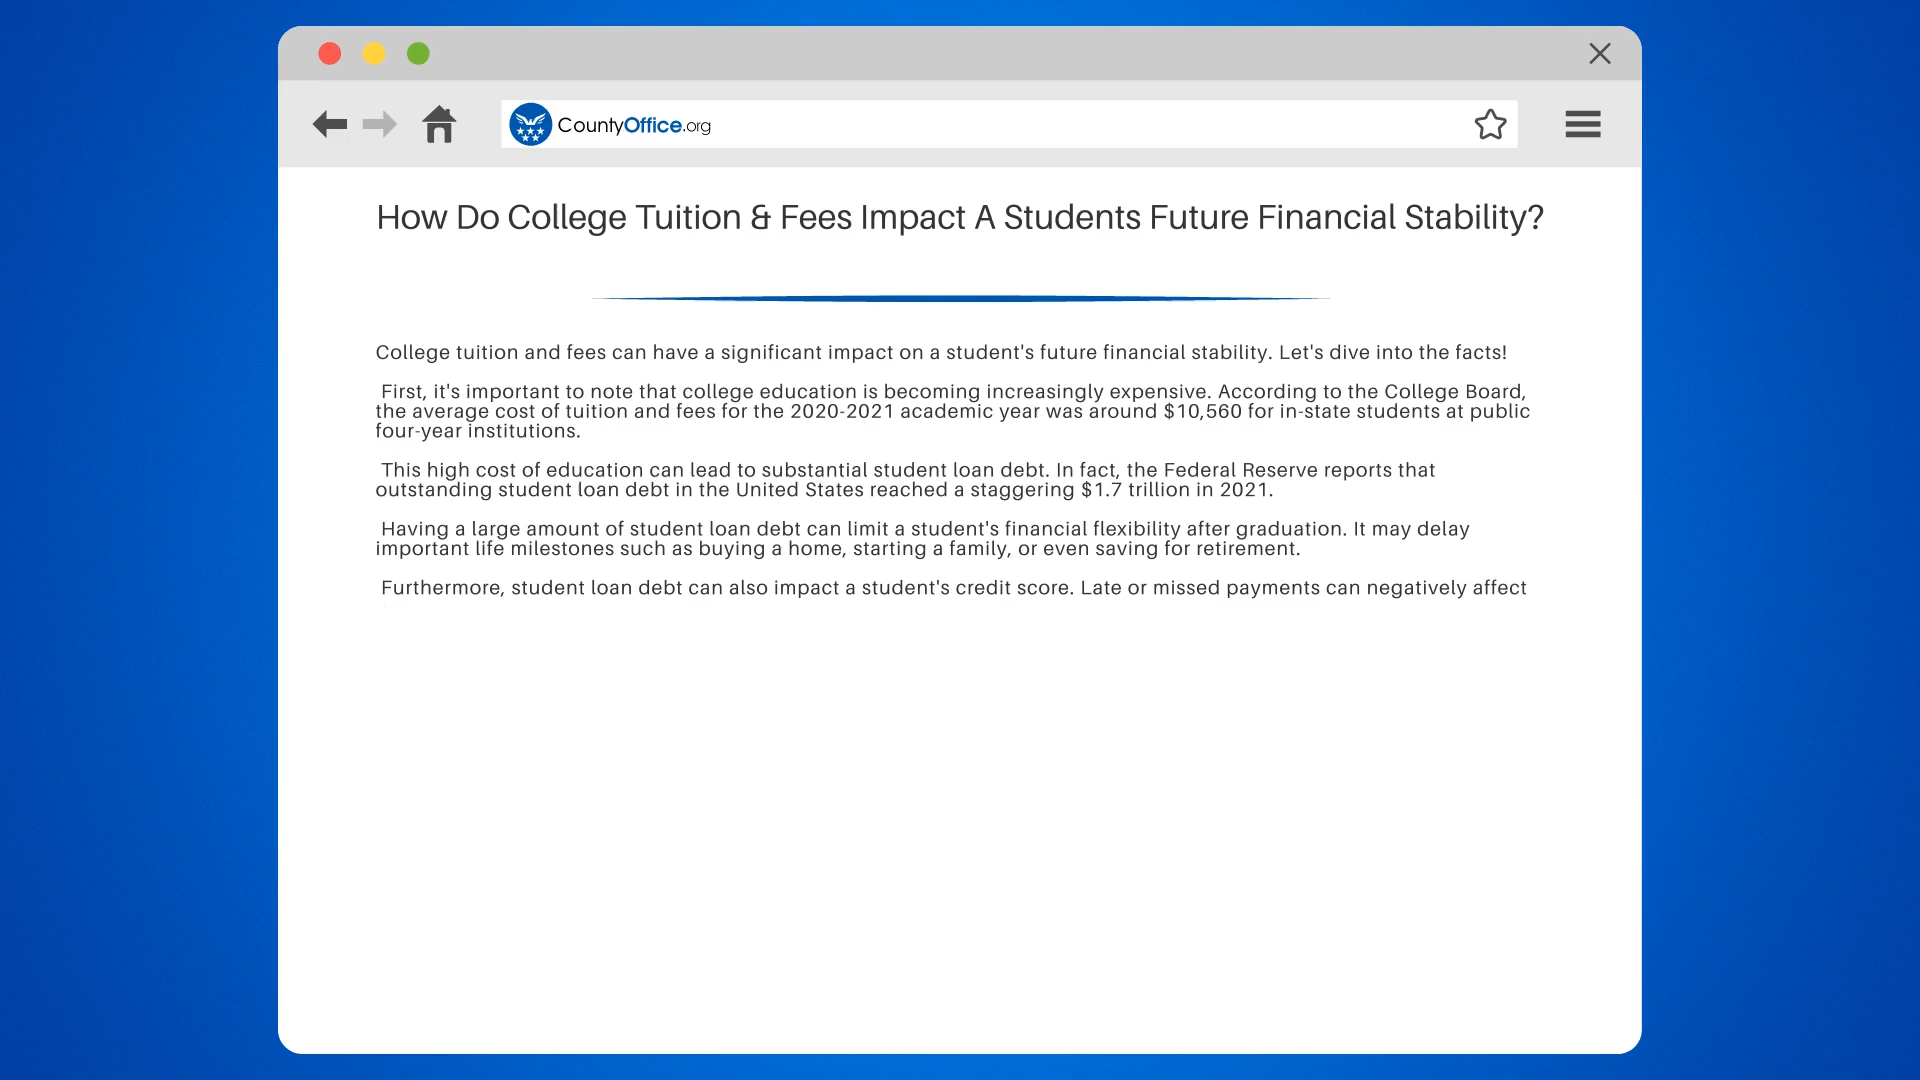 CountyOffice.org
How Do College Tuition & Fees Impact A Students Future Financial Stability?
College tuition and fees can have a significant impact on a student's future financial stability. Let's dive into the facts!
First, it's important to note that college education is becoming increasingly expensive. According to the College Board,
the average cost of tuition and fees for the 2020-2021 academic year was around $10,560 for in-state students at public
four-year institutions.
This high cost of education can lead to substantial student loan debt. In fact, the Federal Reserve reports that
outstanding student loan debt in the United States reached a staggering $1.7 trillion in 2021.
Having a large amount of student loan debt can limit a student's financial flexibility after graduation. It may delay
important life milestones such as buying a home, starting a family, or even saving for retirement.
Furthermore, student loan debt can also impact a student's credit score. Late or missed payments can negatively affect